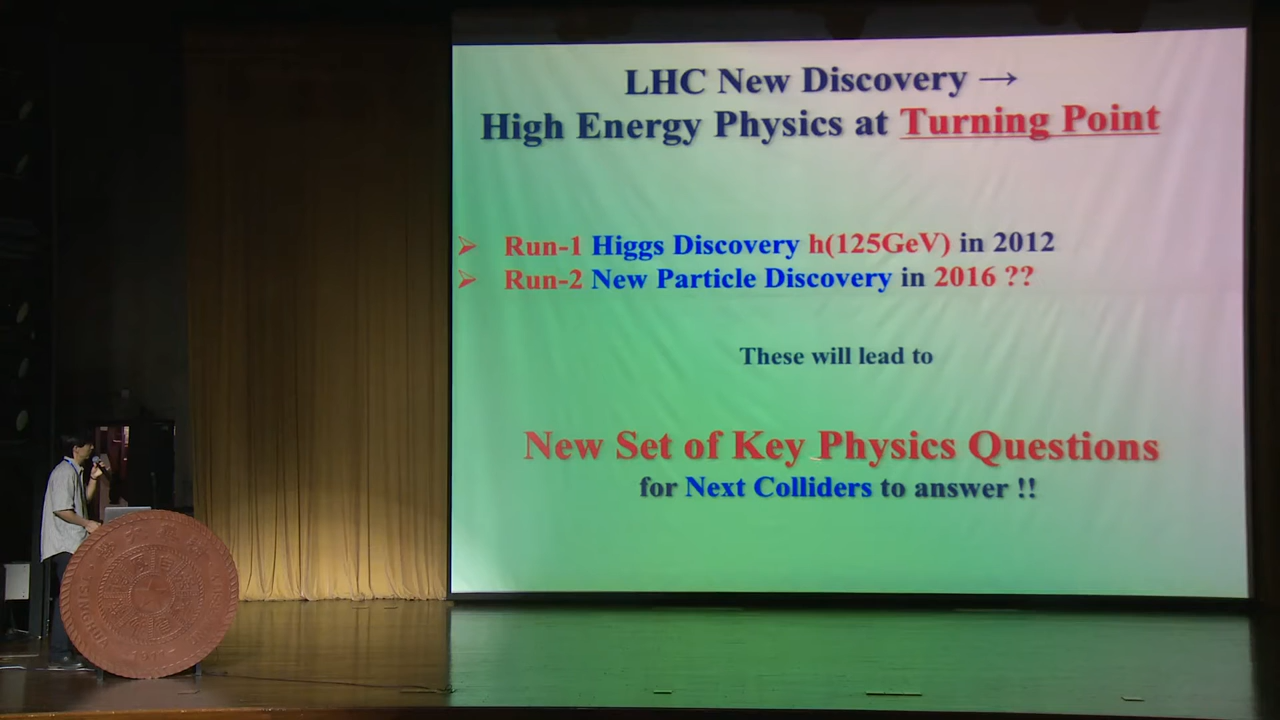 LHC New Discovery →
High Energy Physics at Turning Point
➢ Run-1 Higgs Discovery h(125GeV) in 2012
➢ Run-2 New Particle Discovery in 2016 ??
These will lead to
New Set of Key Physics Questions
for Next Colliders to answer !!